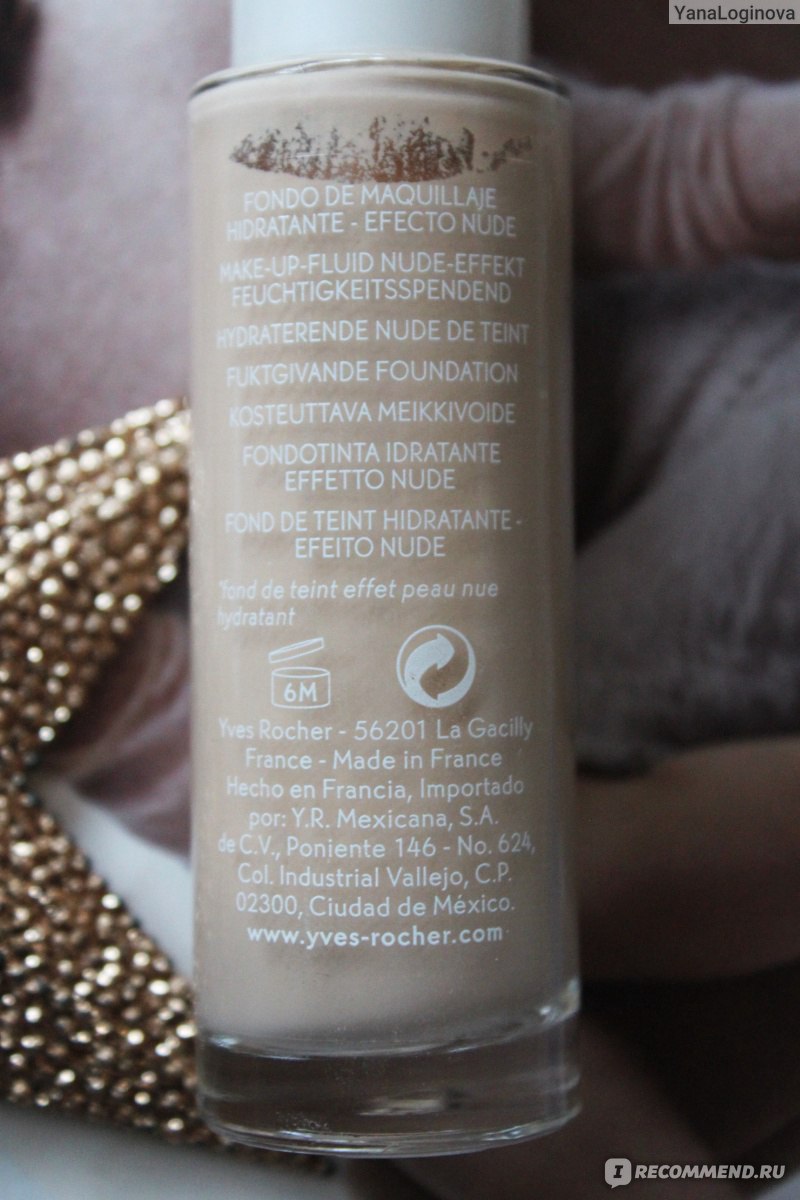 YanaLoginova
FONDO DE MAQUILLAJE
HIDRATANTE - EFECTO NUDE
MAKE-UP-FLUID NUDE-EFFEKT
FEUCHTIGKEITSSPENDEND
HYDRATERENDE NUDE DE TEINT
FUKTGIVANDE FOUNDATION
KOSTEUTTAVA MEIKKIVOIDE
FONDOTINTA IDRATANTE
EFFETTO NUDE
FOND DE TEINT HIDRATANTE -
EFEITO NUDE
*fond de teint effet peau nue
hydratant
6M
Yves Rocher - 56201 La Gacilly
France - Made in France
Hecho en Francia, Importado
por: Y.R. Mexicana, S.A.
de C.V., Poniente 146 - No. 624,
Col. Industrial Vallejo, C.P.
02300, Ciudad de México.
www.yves-rocher.com
IRECOMMEND.RU